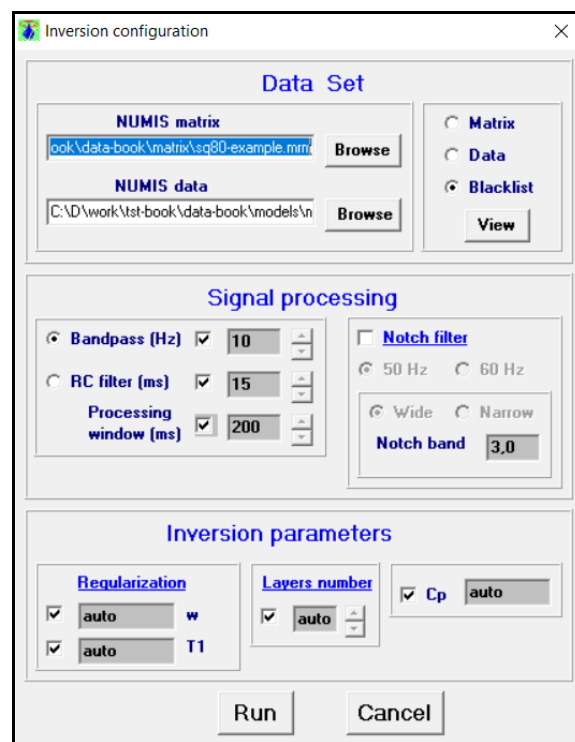 Inversion configuration
Data Set
NUMIS matrix
ook\data-book\matrix\sq80-example.mrm
Browse
NUMIS data
C:\D\work\tst-book\data-book\models\n
Browse
Matrix
Data
Blacklist
View
Signal processing
Bandpass (Hz) 10
RC filter (ms) 15
Processing
window (ms) 200
Notch filter
50 Hz 60 Hz
Wide Narrow
Notch band 3,0
Inversion parameters
Regularization
auto w
auto T1
Layers number
auto
Cp auto
Run Cancel